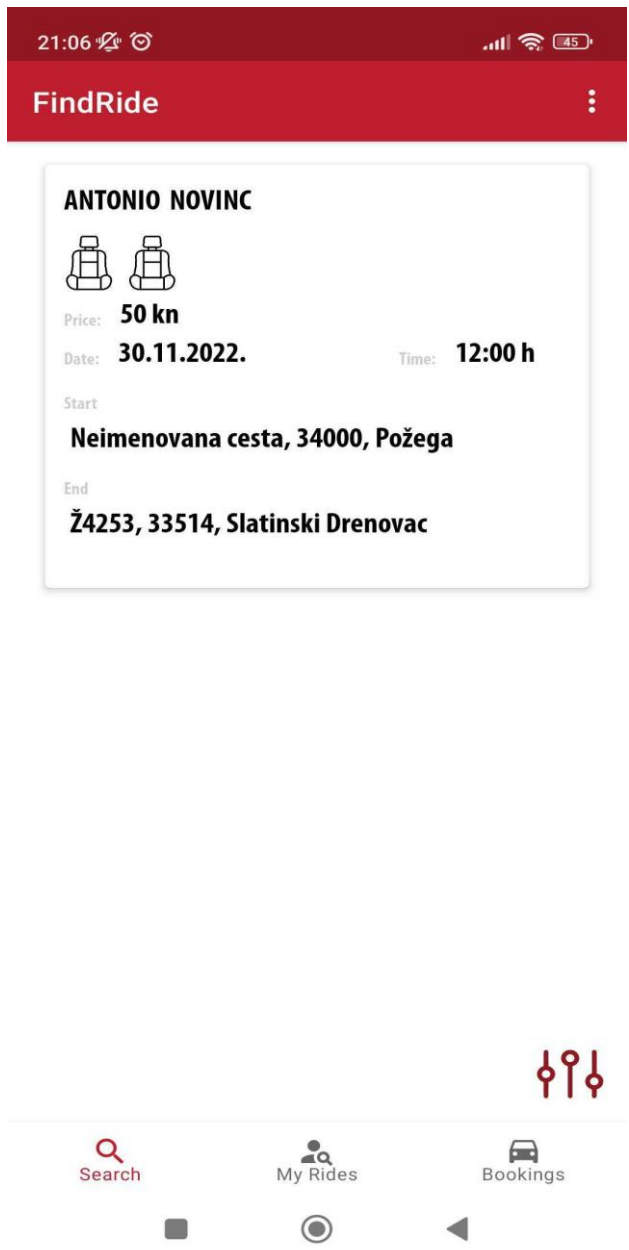 21:06 45
FindRide
ANTONIO NOVINC
Price: 50 kn
Date: 30.11.2022. Time: 12:00 h
Start
Neimenovana cesta, 34000, Požega
End
Ž4253, 33514, Slatinski Drenovac
Search My Rides Bookings